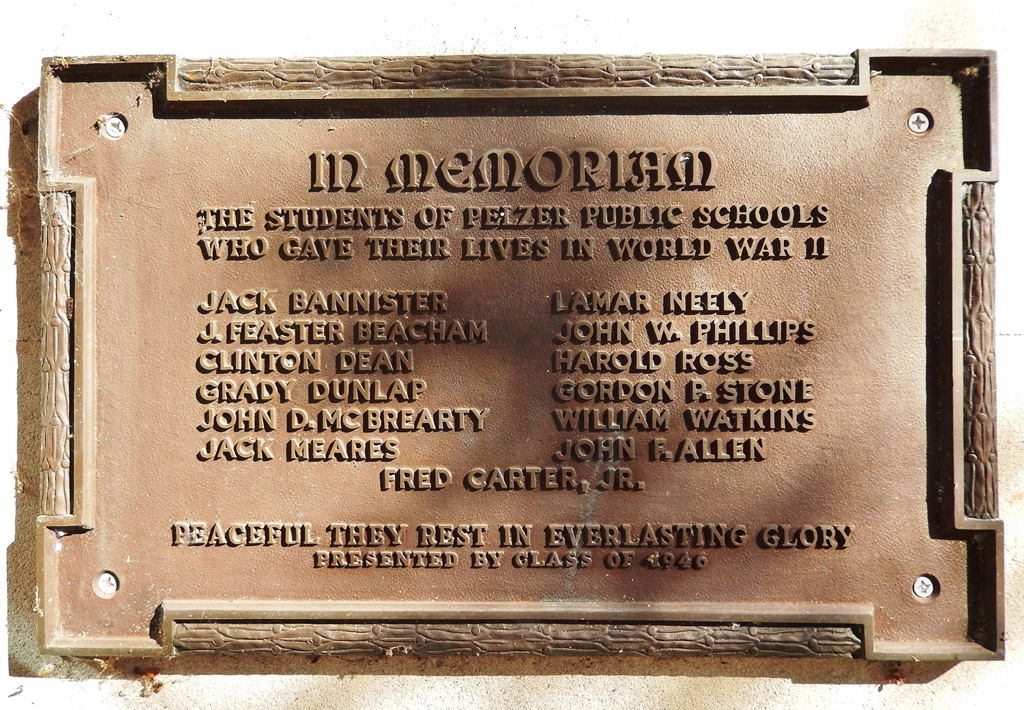 IN MEMORIAM
THE STUDENTS OF PELZER PUBLIC SCHOOLS
WHO GAVE THEIR LIVES IN WORLD WAR II
JACK BANNISTER LAMAR NEELY
J. FEASTER BEACHAM JOHN W. PHILLIPS
CLINTON DEAN HAROLD ROSS
GRADY DUNLAP GORDON P. STONE
JOHN D. MCBREARTY WILLIAM WATKINS
JACK MEARES JOHN F. ALLEN
FRED CARTER, JR.
PEACEFUL THEY REST IN EVERLASTING GLORY
PRESENTED BY CLASS OF 1946